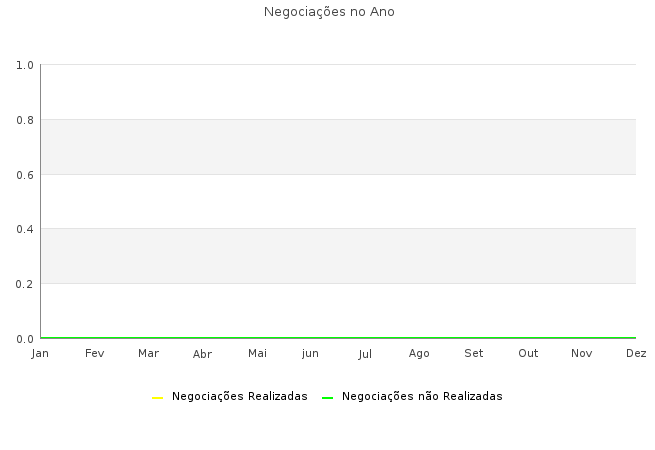 Negociações no Ano
1.0
0.8
0.6
0.4
0.2
0.0
Jan Fev Mar Abr Mai jun Jul Ago Set Out Nov Dez
Negociações Realizadas Negociações não Realizadas